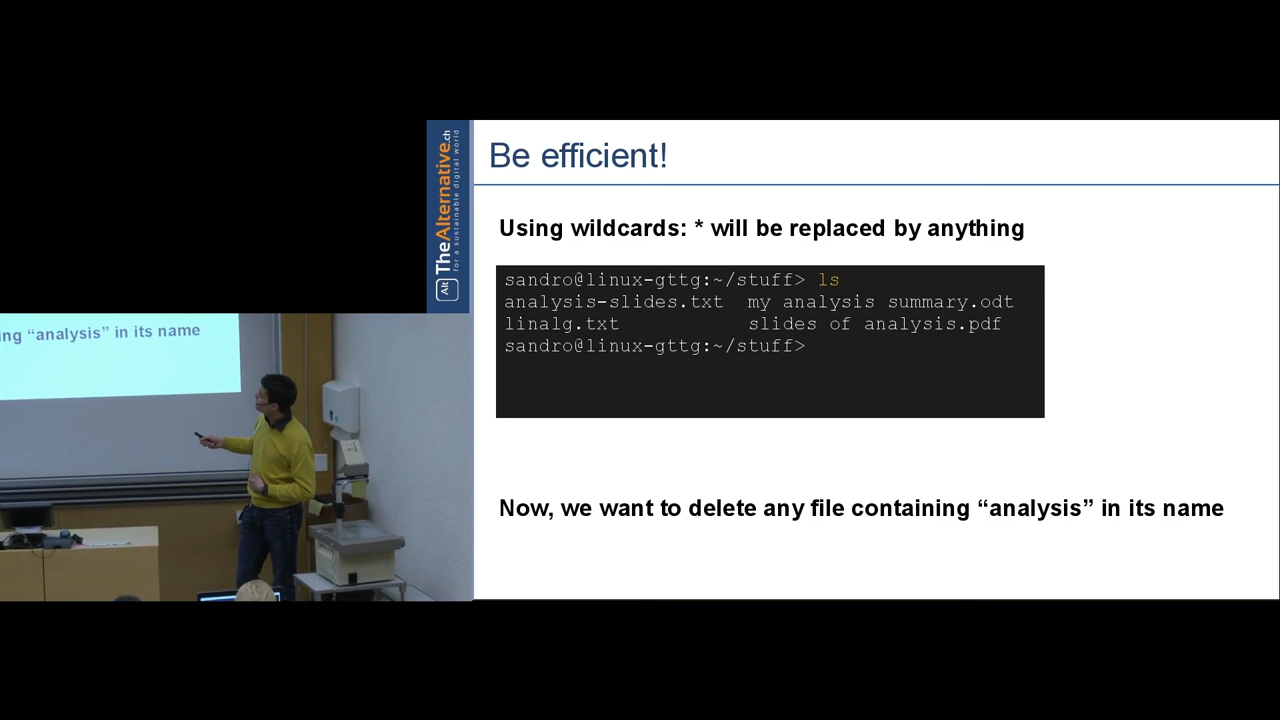 Alt TheAlternative.ch
for a sustainable digital world
Be efficient!
Using wildcards: * will be replaced by anything
sandro@linux-gttg:~/stuff> ls
analysis-slides.txt  my analysis summary.odt
linalg.txt           slides of analysis.pdf
sandro@linux-gttg:~/stuff>
Now, we want to delete any file containing “analysis” in its name
ing “analysis” in its name